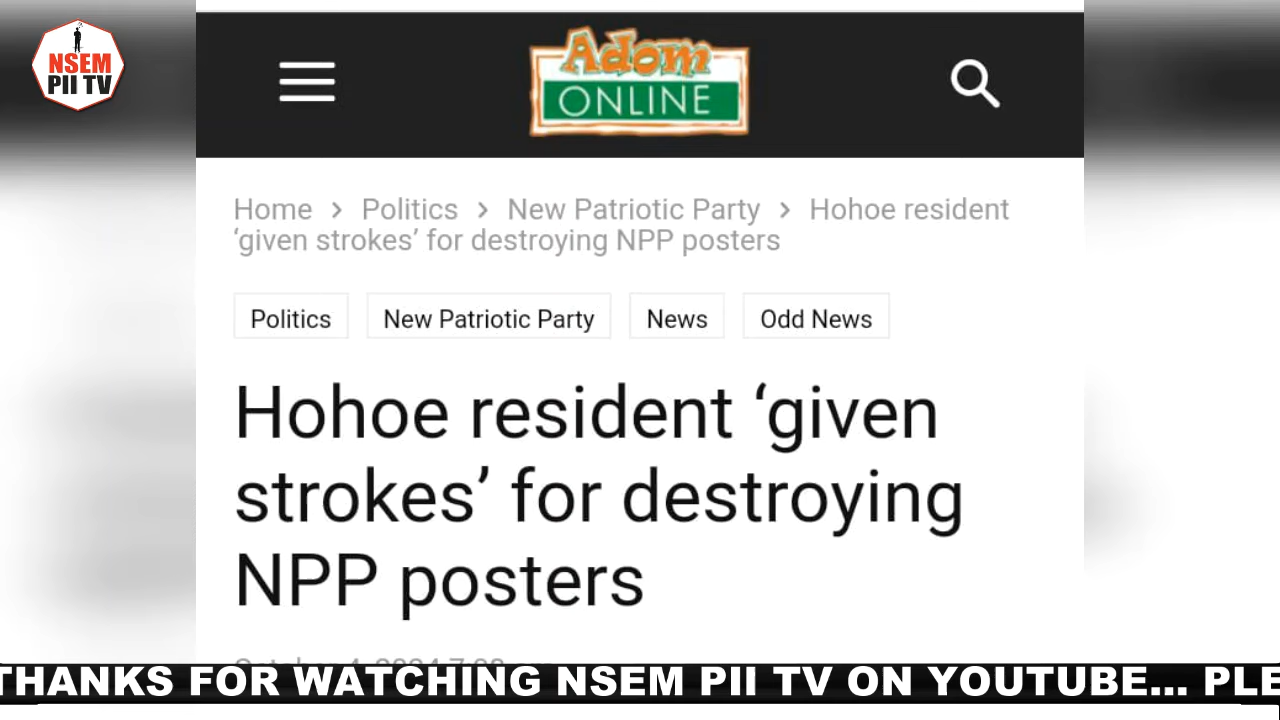 NSEM
PII TV
Adom
ONLINE
Home > Politics > New Patriotic Party > Hohoe resident
‘given strokes’ for destroying NPP posters
Politics New Patriotic Party News Odd News
Hohoe resident ‘given
strokes’ for destroying
NPP posters
THANKS FOR WATCHING NSEM PII TV ON YOUTUBE... PLE